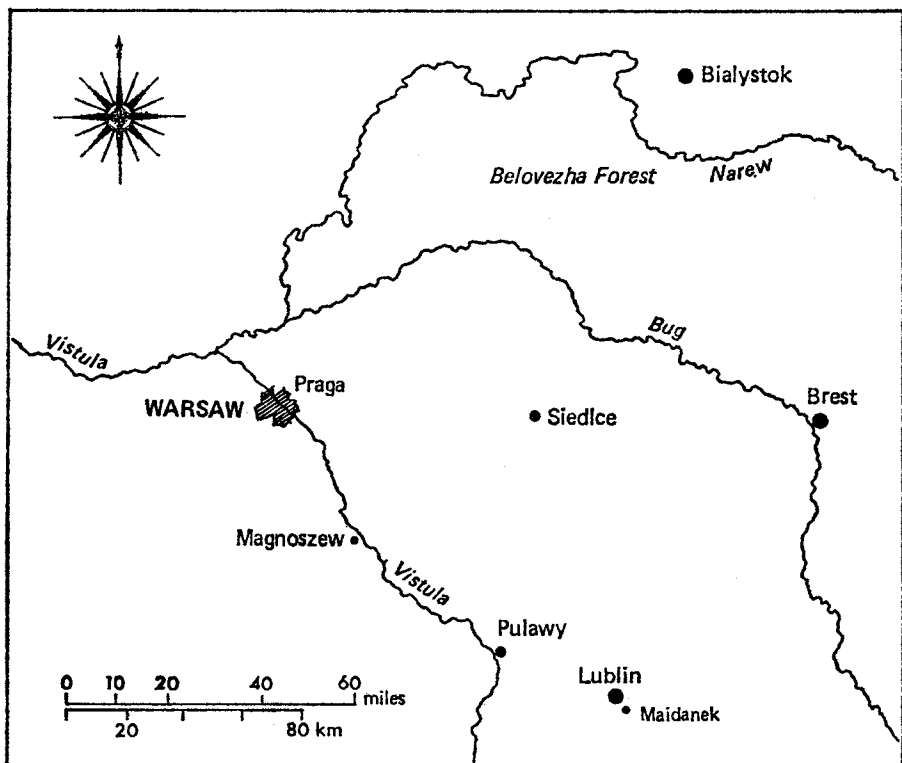 Bialystok
Belovezha Forest
Narew
Bug
Vistula
Praga
WARSAW
Siedlce
Brest
Magnoszew
Vistula
Pulawy
Lublin
Maidanek
0 10 20 40 60 miles
20 80 km